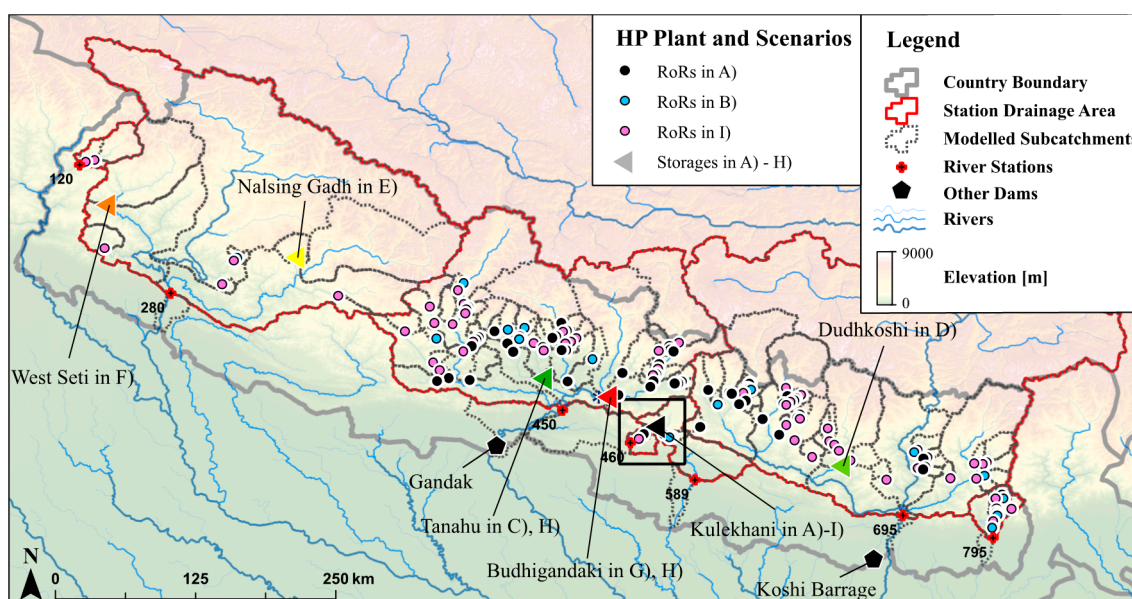 HP Plant and Scenarios
RoRs in A)
RoRs in B)
RoRs in I)
Storages in A) - H)
Legend
Country Boundary
Station Drainage Area
Modelled Subcatchments
River Stations
Other Dams
Rivers
9000
Elevation [m]
0
120
Nalsing Gadh in E)
280
West Seti in F)
Dudhkoshi in D)
450
460
Gandak
589
Tanahu in C), H)
Kulekhani in A)-I)
695
795
Budhigandaki in G), H)
Koshi Barrage
N
0
125
250 km